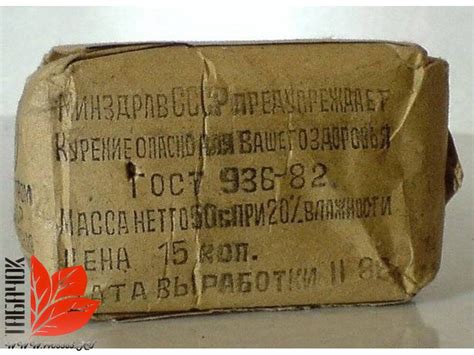 МИНЗДРАВ СССР ПРЕДУПРЕЖДАЕТ
КУРЕНИЕ ОПАСНО ДЛЯ ВАШЕГО ЗДОРОВЬЯ
ГОСТ 936-82
МАССА НЕТТО 50г ПРИ 20% ВЛАЖНОСТИ
ЦЕНА 15 КОП.
ДАТА ВЫРАБОТКИ II 86
ТАБАЧОК